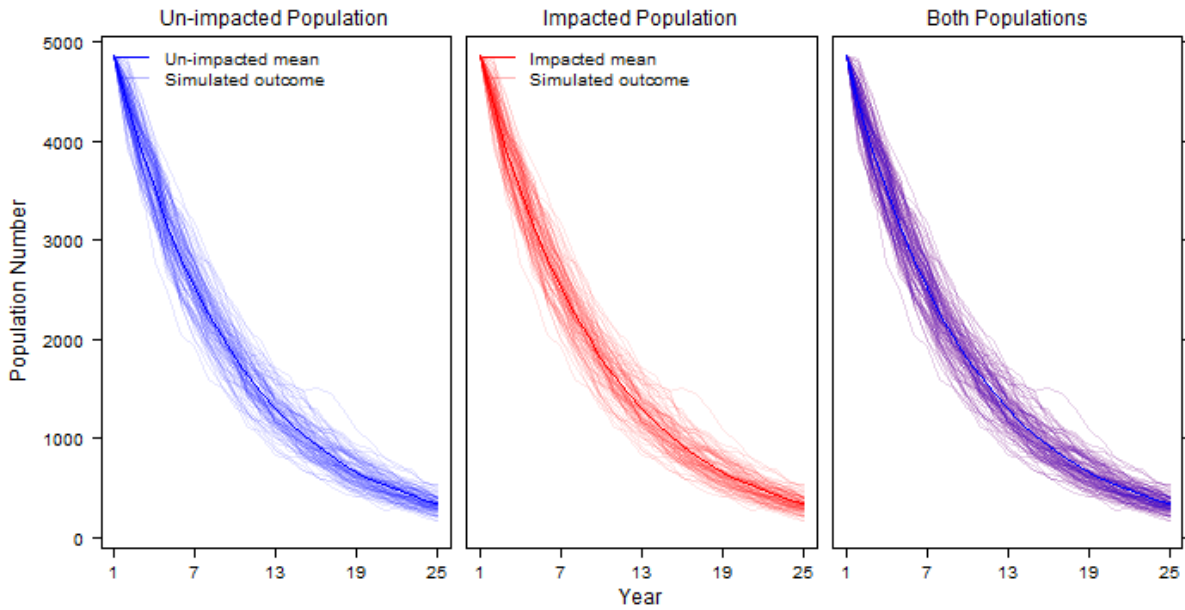 Un-impacted Population
Impacted Population
Both Populations
Un-impacted mean
Simulated outcome
Impacted mean
Simulated outcome
Population Number
5000
4000
3000
2000
1000
0
1 7 13 19 25
1 7 13 19 25
1 7 13 19 25
Year